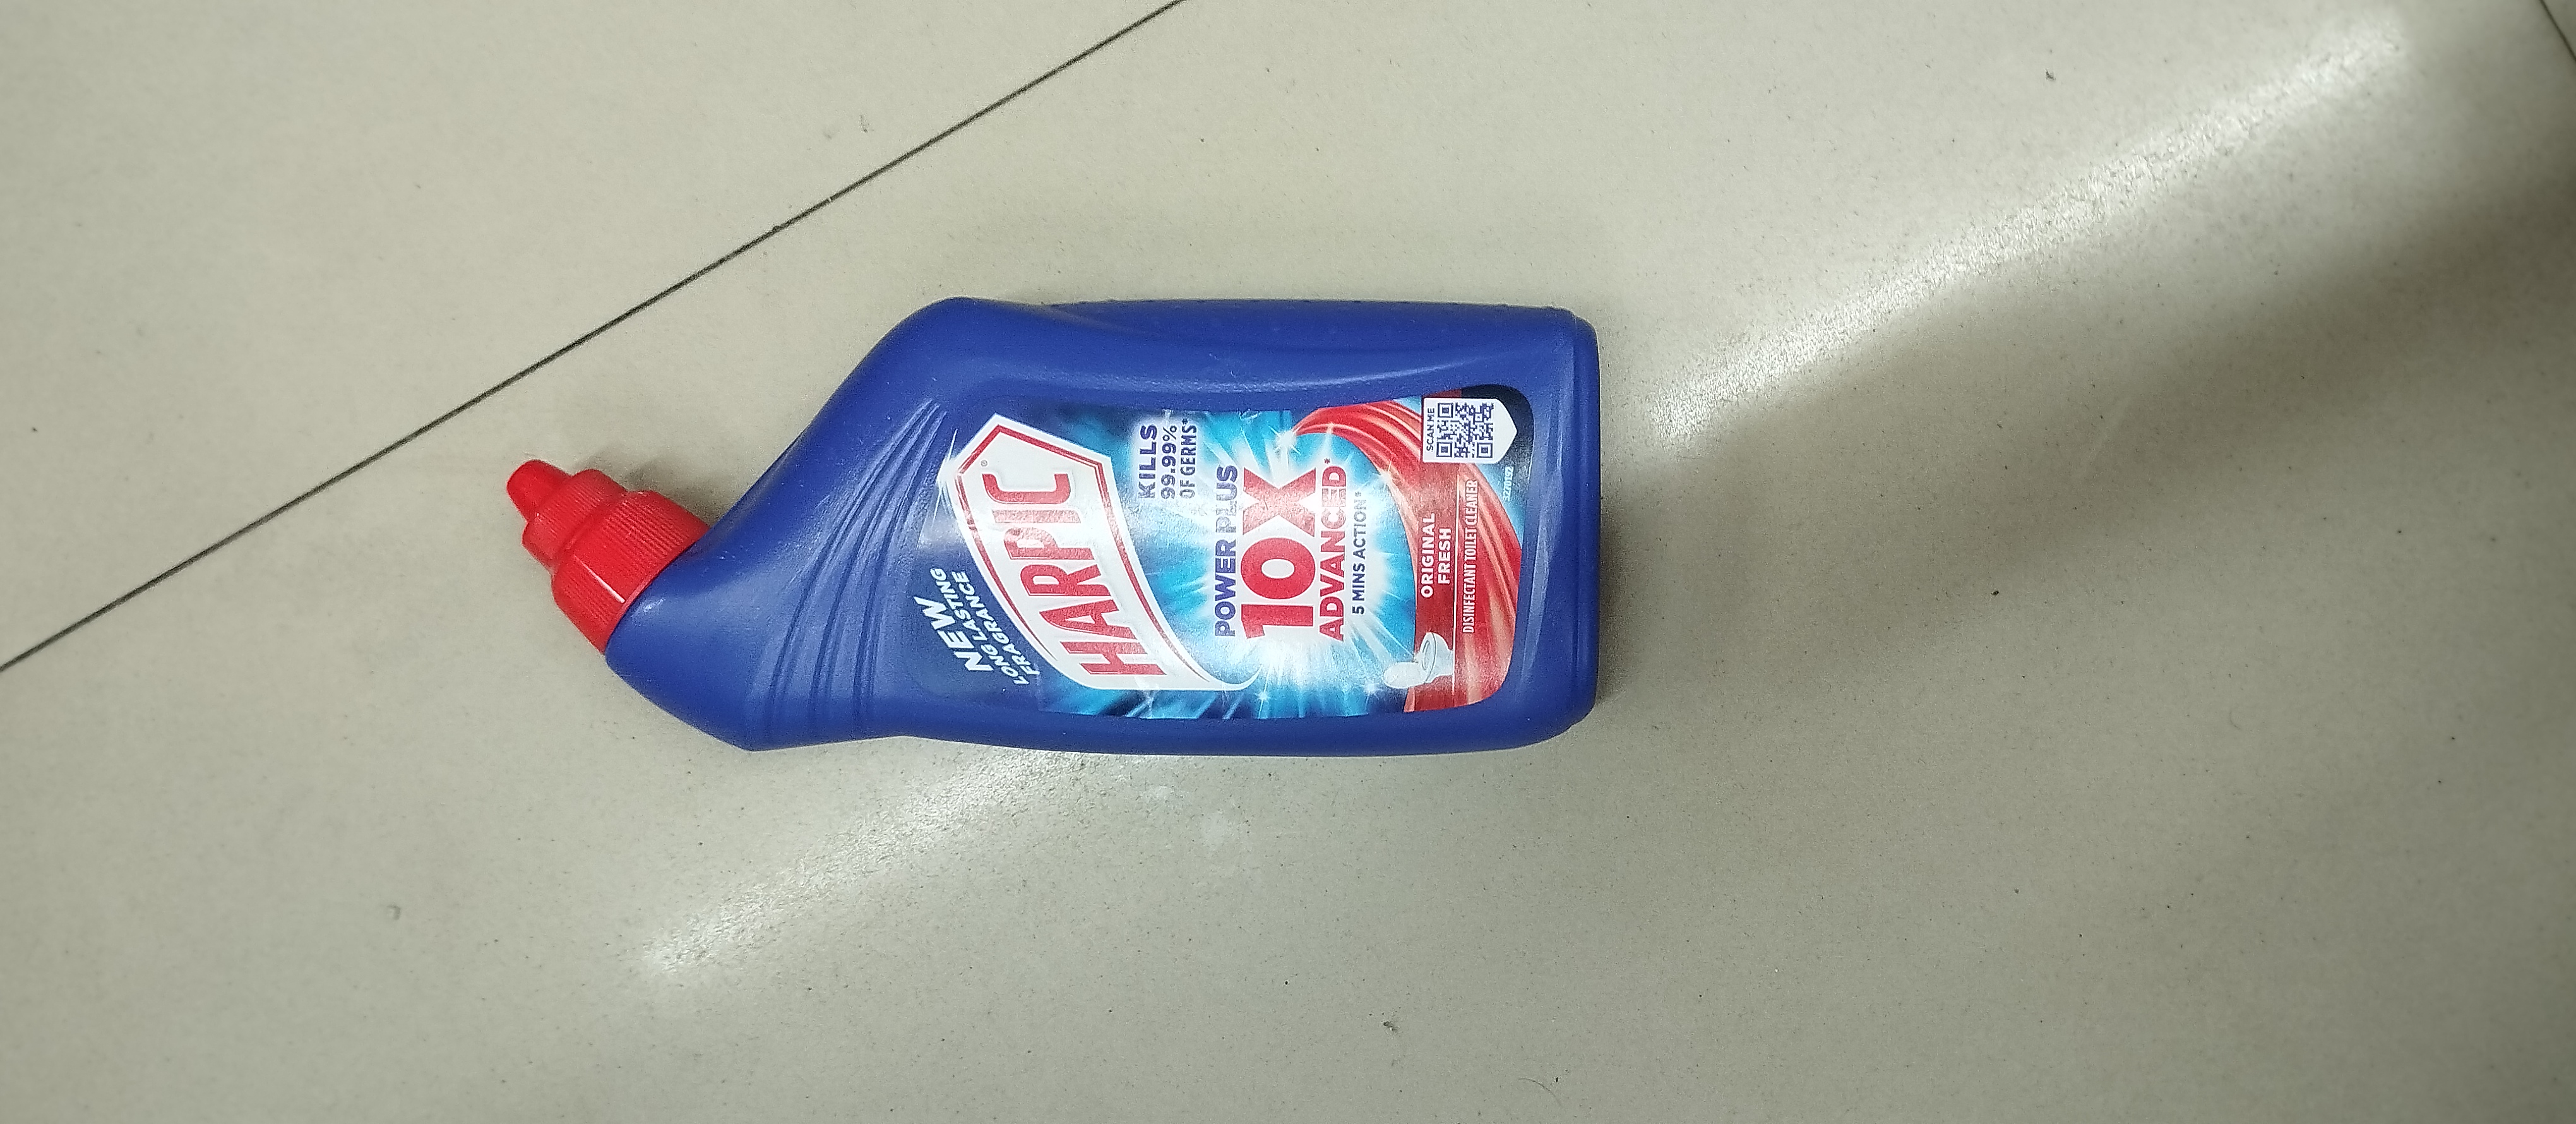 NEW
LONG LASTING
FRAGRANCE
HARPIC
®
KILLS
99.99%
OF GERMS*
POWER PLUS
10X
ADVANCED*
5 MINS ACTION*
ORIGINAL
FRESH
DISINFECTANT TOILET CLEANER
SCAN ME